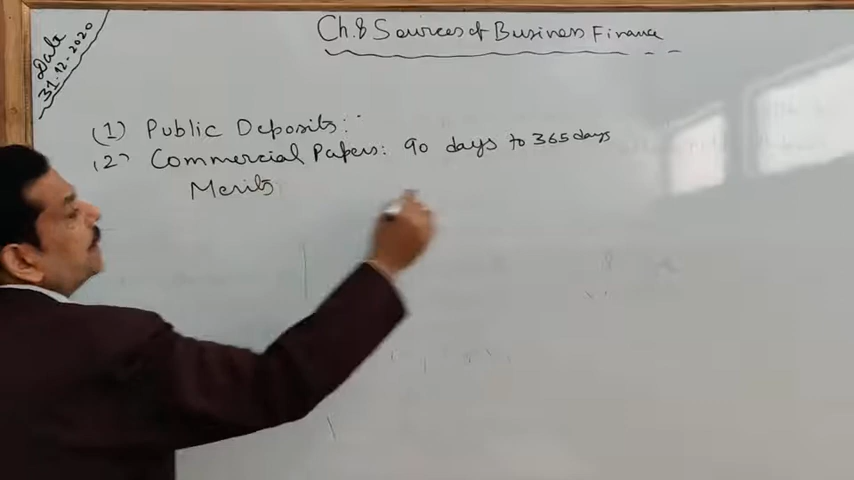 Date
31.12.2020
Ch.8 Sources of Business Finance
(1) Public Deposits:-
(2) Commercial Papers: 90 days to 365 days
Merits